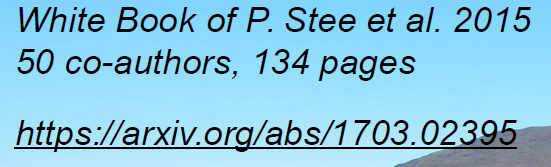 White Book of P. Stee et al. 2015
50 co-authors, 134 pages
https://arxiv.org/abs/1703.02395